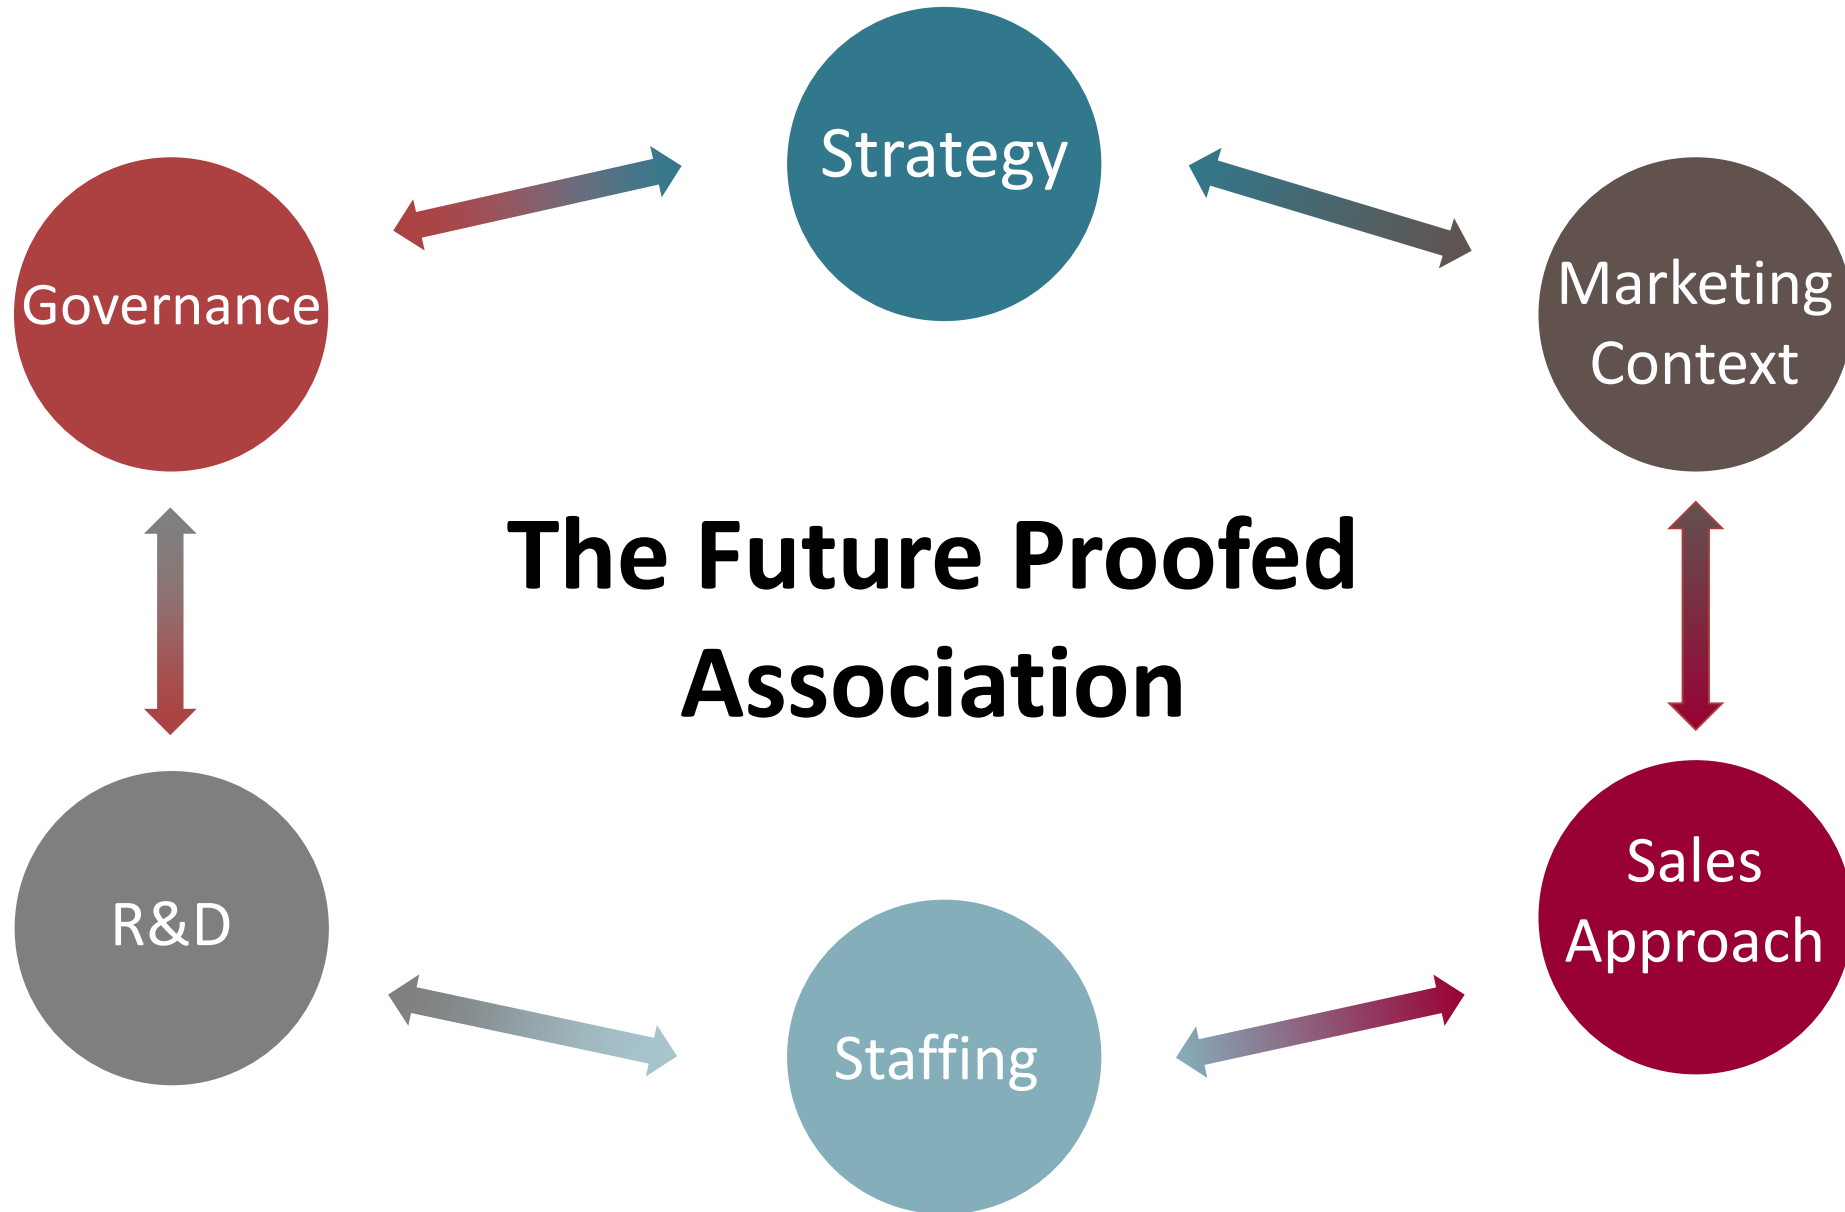 Strategy
Governance
Marketing
Context
The Future Proofed
Association
Sales
Approach
R&D
Staffing